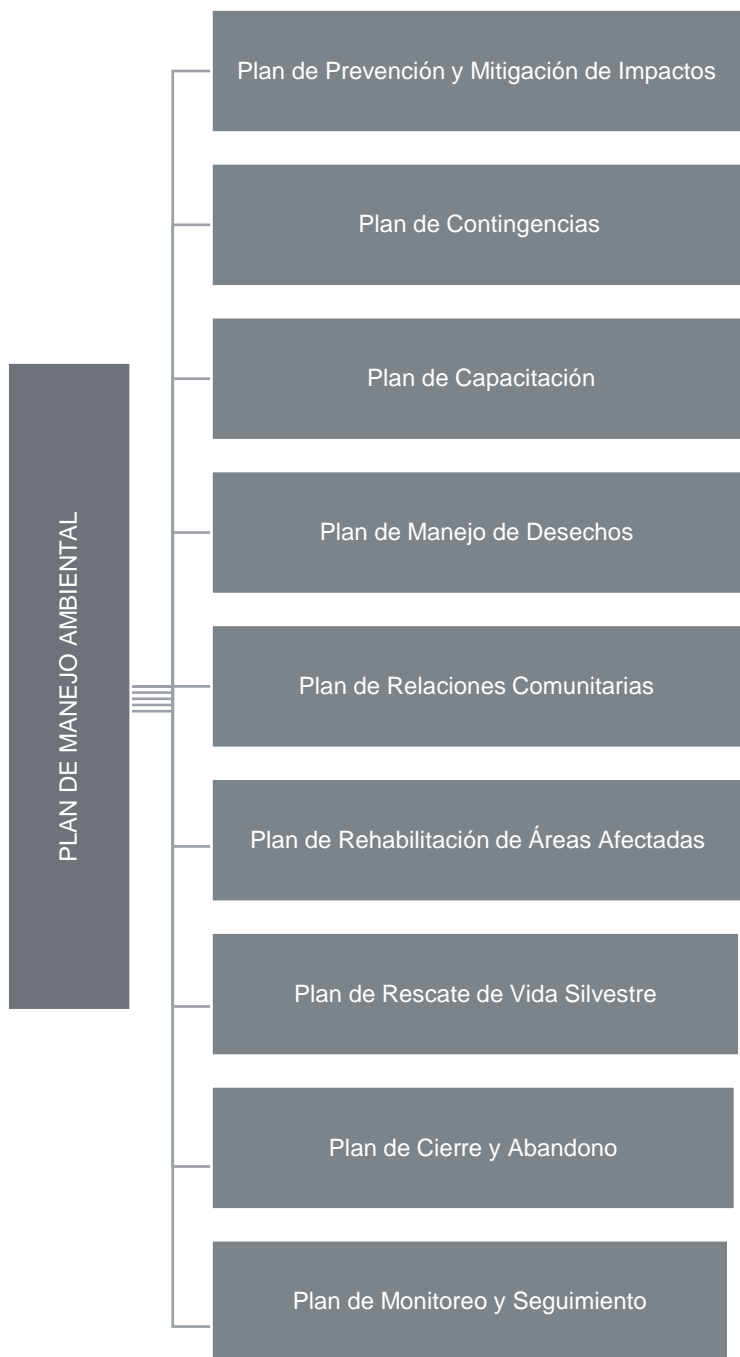 PLAN DE MANEJO AMBIENTAL
Plan de Prevención y Mitigación de Impactos
Plan de Contingencias
Plan de Capacitación
Plan de Manejo de Desechos
Plan de Relaciones Comunitarias
Plan de Rehabilitación de Áreas Afectadas
Plan de Rescate de Vida Silvestre
Plan de Cierre y Abandono
Plan de Monitoreo y Seguimiento